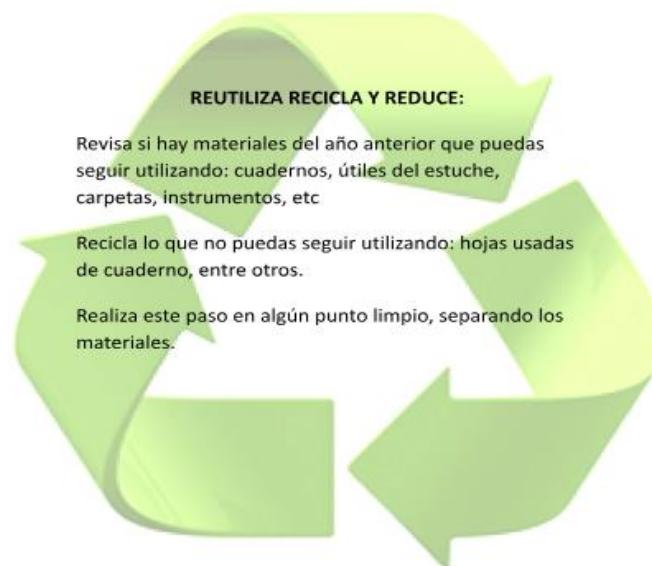 REUTILIZA RECICLA Y REDUCE:
Revisa si hay materiales del año anterior que puedas
seguir utilizando: cuadernos, útiles del estuche,
carpetas, instrumentos, etc
Recicla lo que no puedas seguir utilizando: hojas usadas
de cuaderno, entre otros.
Realiza este paso en algún punto limpio, separando los
materiales.